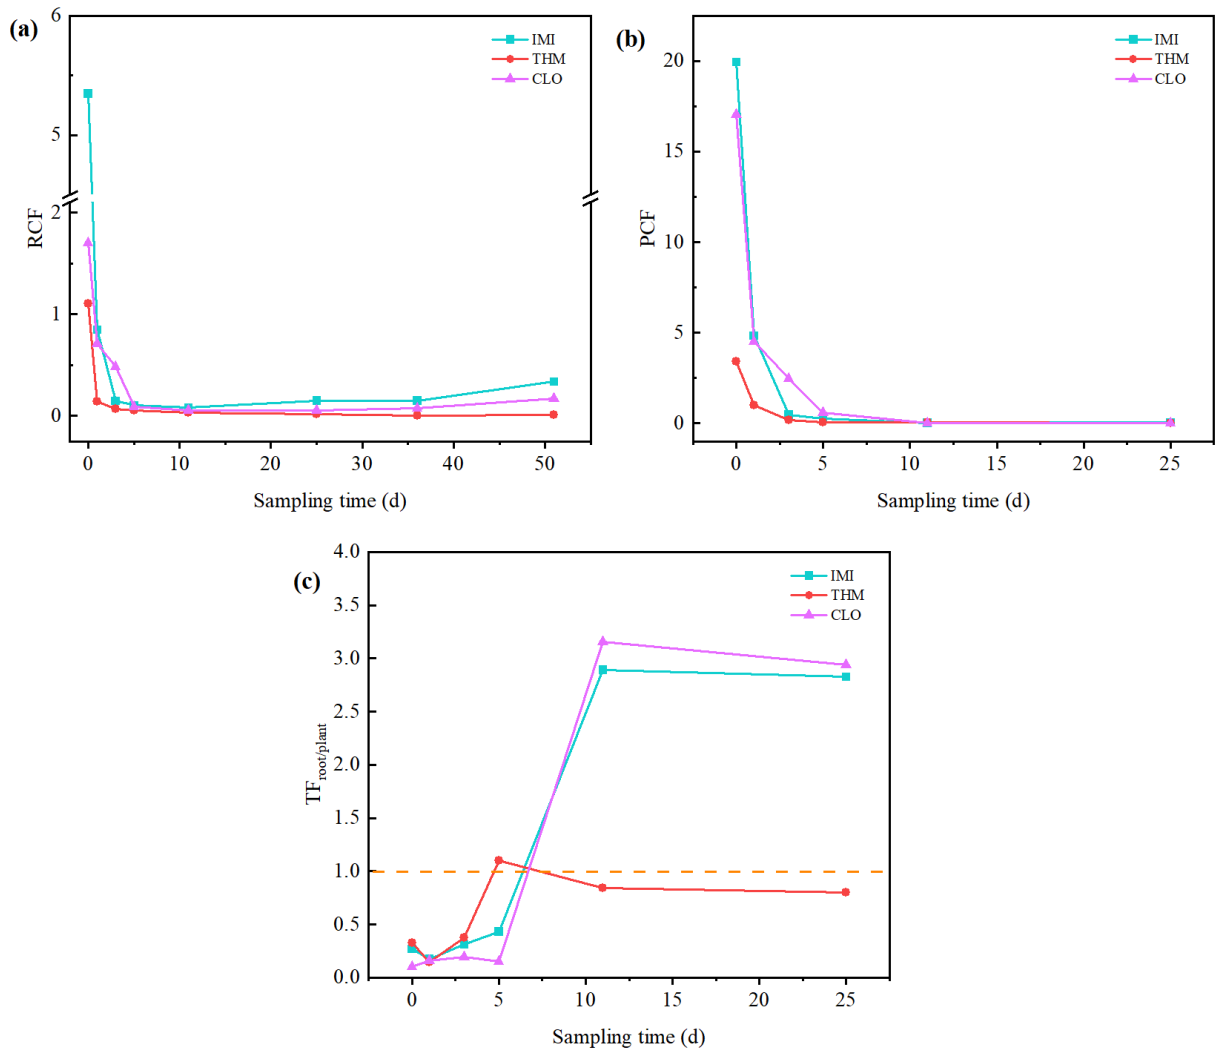 (a)
6
5
2
1
0
RCF
IMI
THM
CLO
0 10 20 30 40 50
Sampling time (d)
(b)
20
15
10
5
0
PCF
IMI
THM
CLO
0 5 10 15 20 25
Sampling time (d)
(c)
4.0
3.5
3.0
2.5
2.0
1.5
1.0
0.5
0.0
TFroot/plant
IMI
THM
CLO
0 5 10 15 20 25
Sampling time (d)